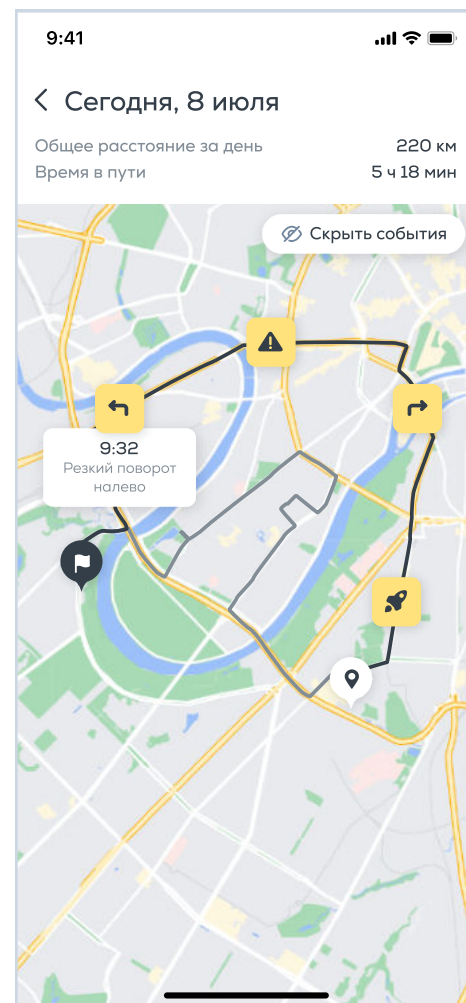 9:41
Сегодня, 8 июля
Общее расстояние за день 220 км
Время в пути 5 ч 18 мин
Скрыть события
9:32
Резкий поворот
налево